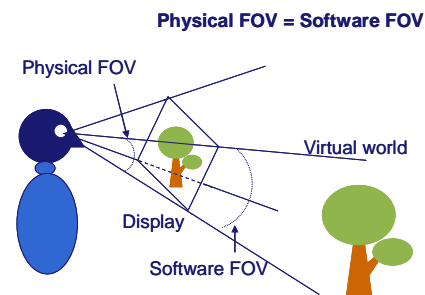 Physical FOV = Software FOV
Physical FOV
Virtual world
Display
Software FOV